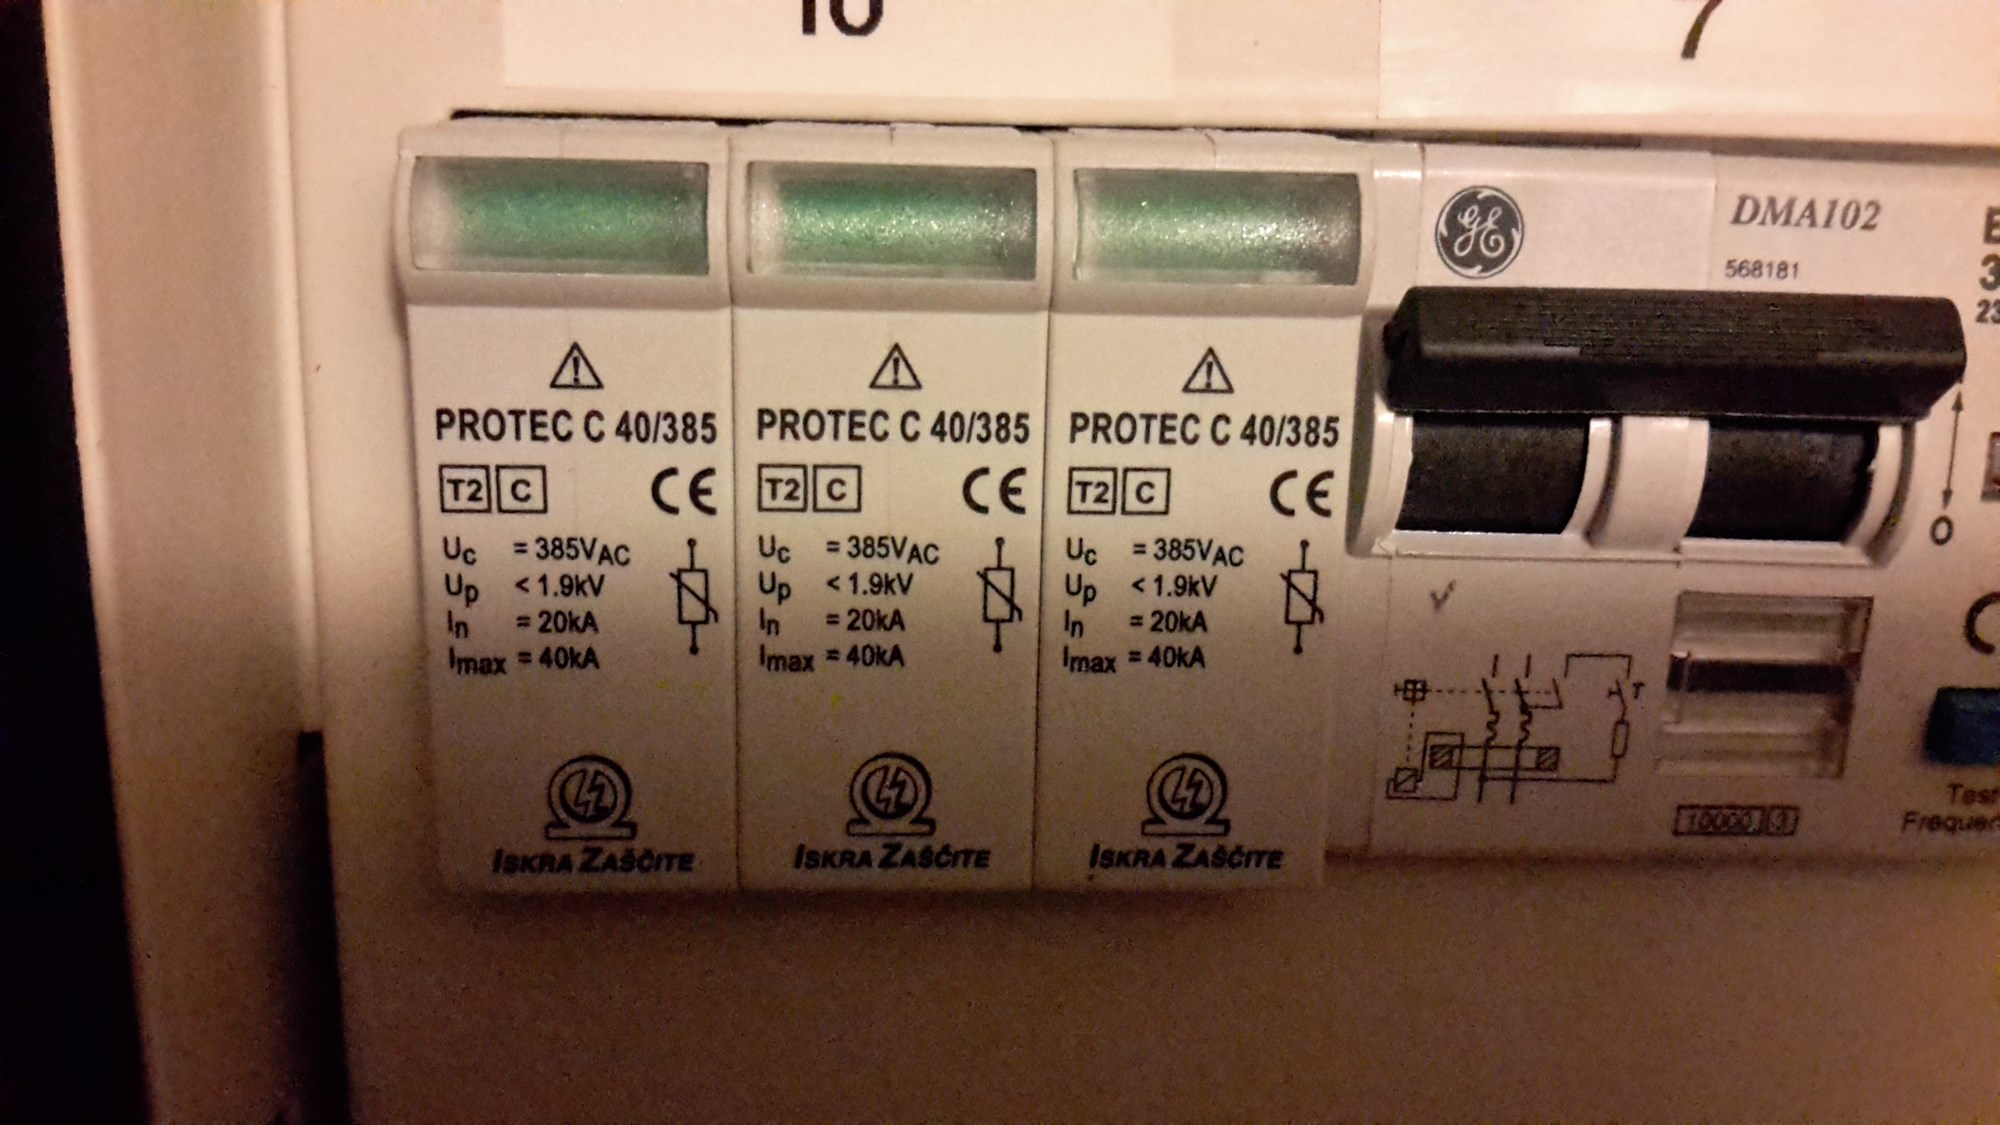 10
7
PROTEC C 40/385
T2 C CE
Uc = 385VAC
Up < 1.9kV
In = 20kA
Imax = 40kA
ISKRA ZAŠČITE
PROTEC C 40/385
T2 C CE
Uc = 385VAC
Up < 1.9kV
In = 20kA
Imax = 40kA
ISKRA ZAŠČITE
PROTEC C 40/385
T2 C CE
Uc = 385VAC
Up < 1.9kV
In = 20kA
Imax = 40kA
ISKRA ZAŠČITE
GE
DMA102
568181
O
T
10000 3
Test